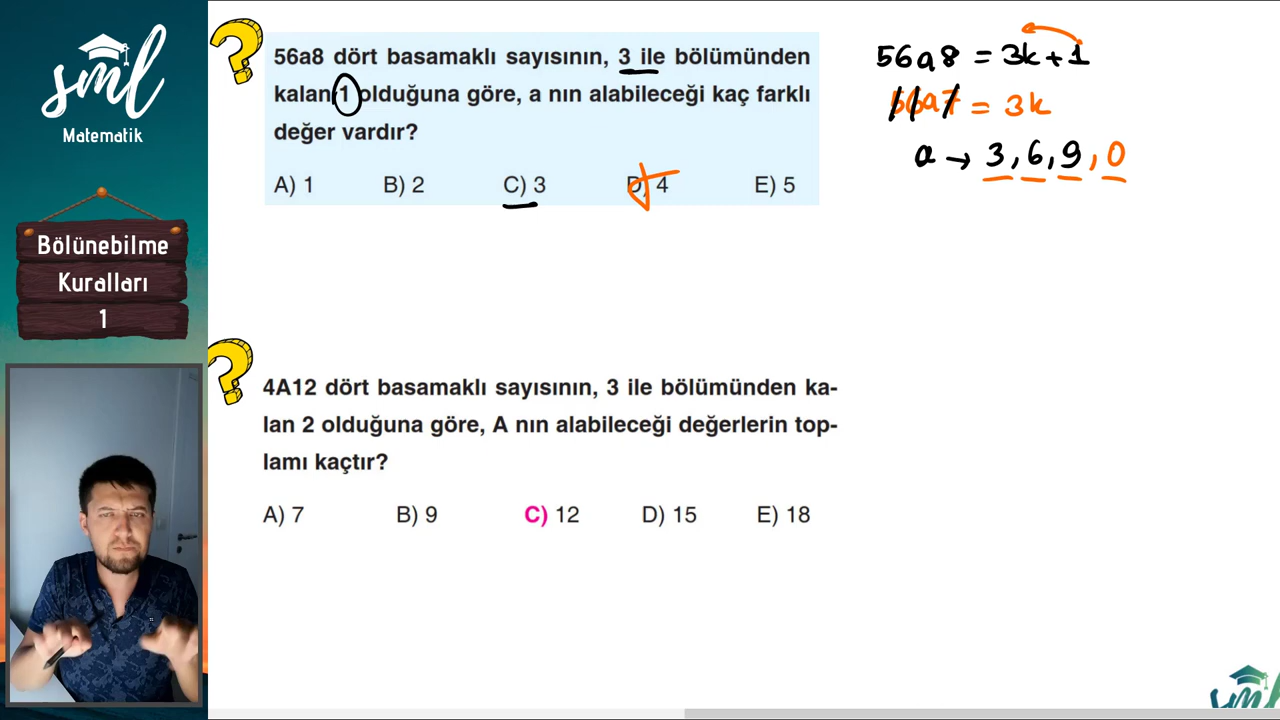 sml
Matematik
Bölünebilme
Kuralları
1
56a8 dört basamaklı sayısının, 3 ile bölümünden
kalan 1 olduğuna göre, a nın alabileceği kaç farklı
değer vardır?
A) 1 B) 2 C) 3 D) 4 E) 5
56a8 = 3k + 1
56a7 = 3k
a → 3, 6, 9, 0
4A12 dört basamaklı sayısının, 3 ile bölümünden ka-
lan 2 olduğuna göre, A nın alabileceği değerlerin top-
lamı kaçtır?
A) 7 B) 9 C) 12 D) 15 E) 18
sml